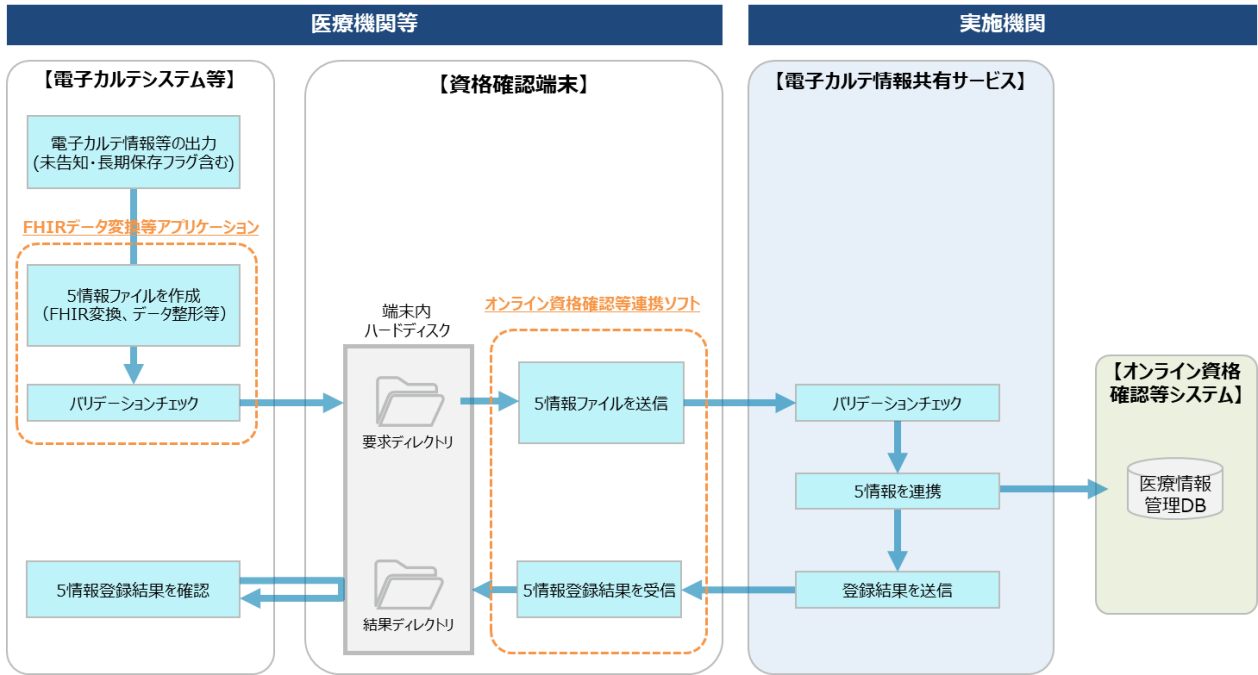 医療機関等
実施機関
【電子カルテシステム等】
【資格確認端末】
【電子カルテ情報共有サービス】
電子カルテ情報等の出力
(未告知・長期保存フラグ含む)
FHIRデータ変換等アプリケーション
5情報ファイルを作成
（FHIR変換、データ整形等）
バリデーションチェック
端末内
ハードディスク
要求ディレクトリ
オンライン資格確認等連携ソフト
5情報ファイルを送信
バリデーションチェック
5情報を連携
【オンライン資格
確認等システム】
医療情報
管理DB
5情報登録結果を確認
結果ディレクトリ
5情報登録結果を受信
登録結果を送信